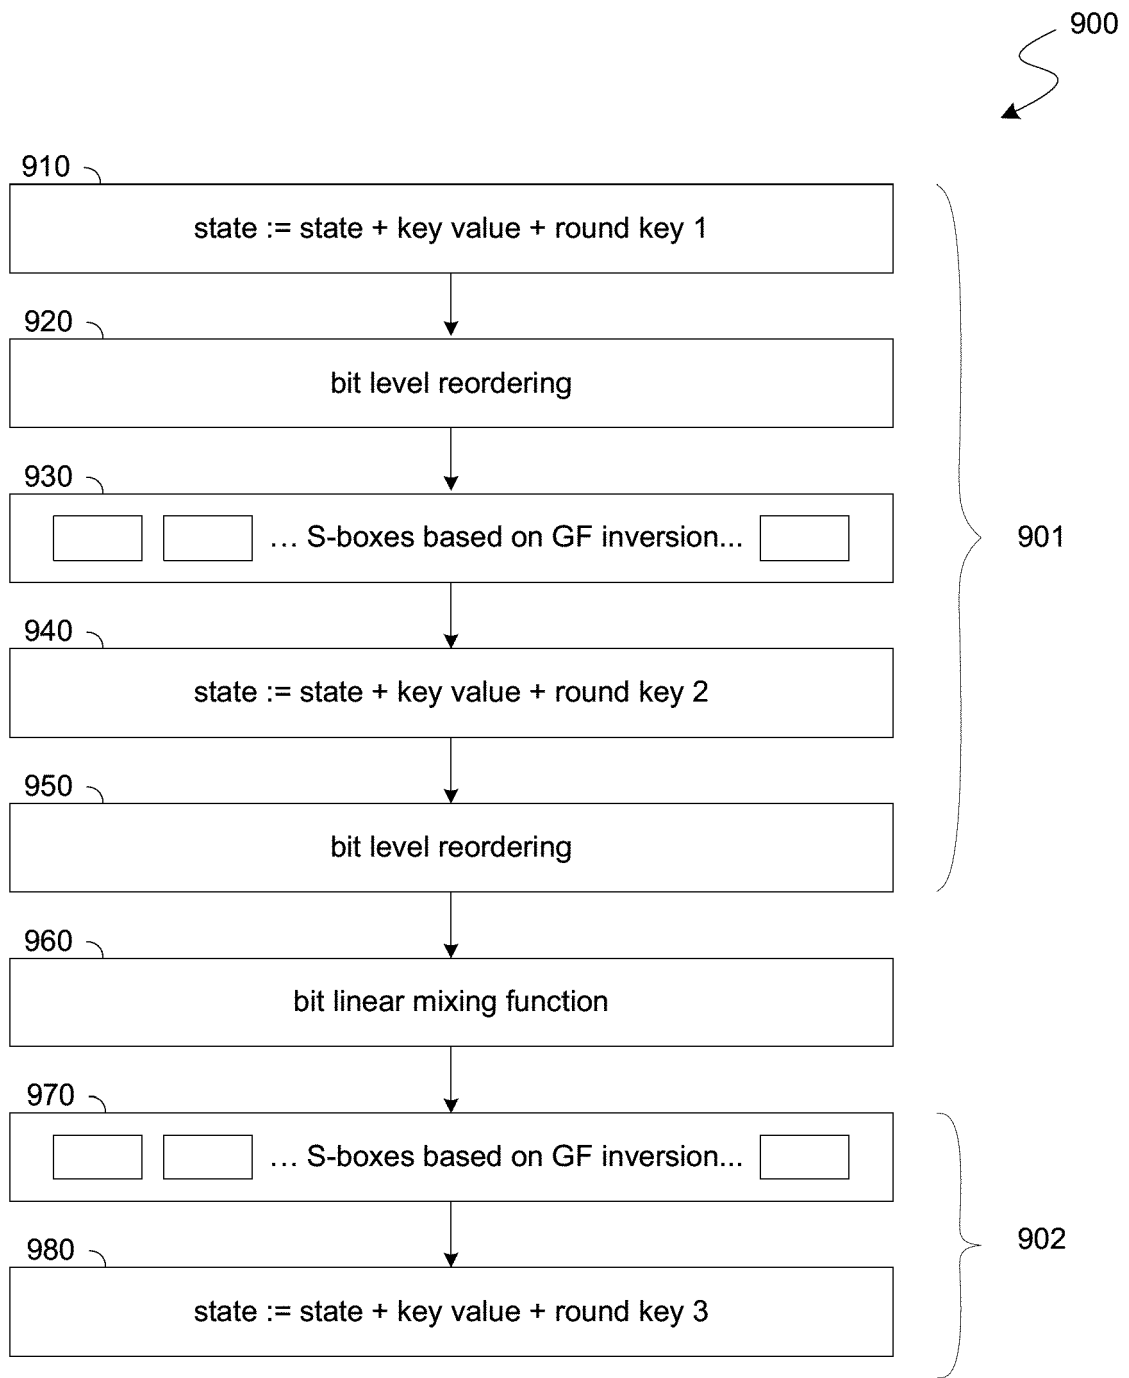 900
910
state := state + key value + round key 1
920
bit level reordering
930
... S-boxes based on GF inversion...
901
940
state := state + key value + round key 2
950
bit level reordering
960
bit linear mixing function
970
... S-boxes based on GF inversion...
902
980
state := state + key value + round key 3